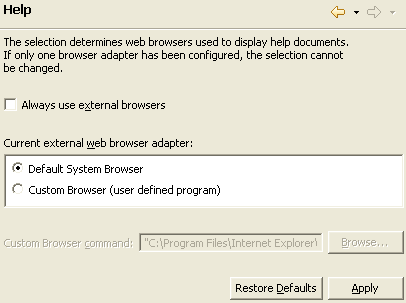 Help
The selection determines web browsers used to display help documents.
If only one browser adapter has been configured, the selection cannot
be changed.
Always use external browsers
Current external web browser adapter:
Default System Browser
Custom Browser (user defined program)
Custom Browser command: "C:\Program Files\Internet Explorer\ Browse...
Restore Defaults Apply